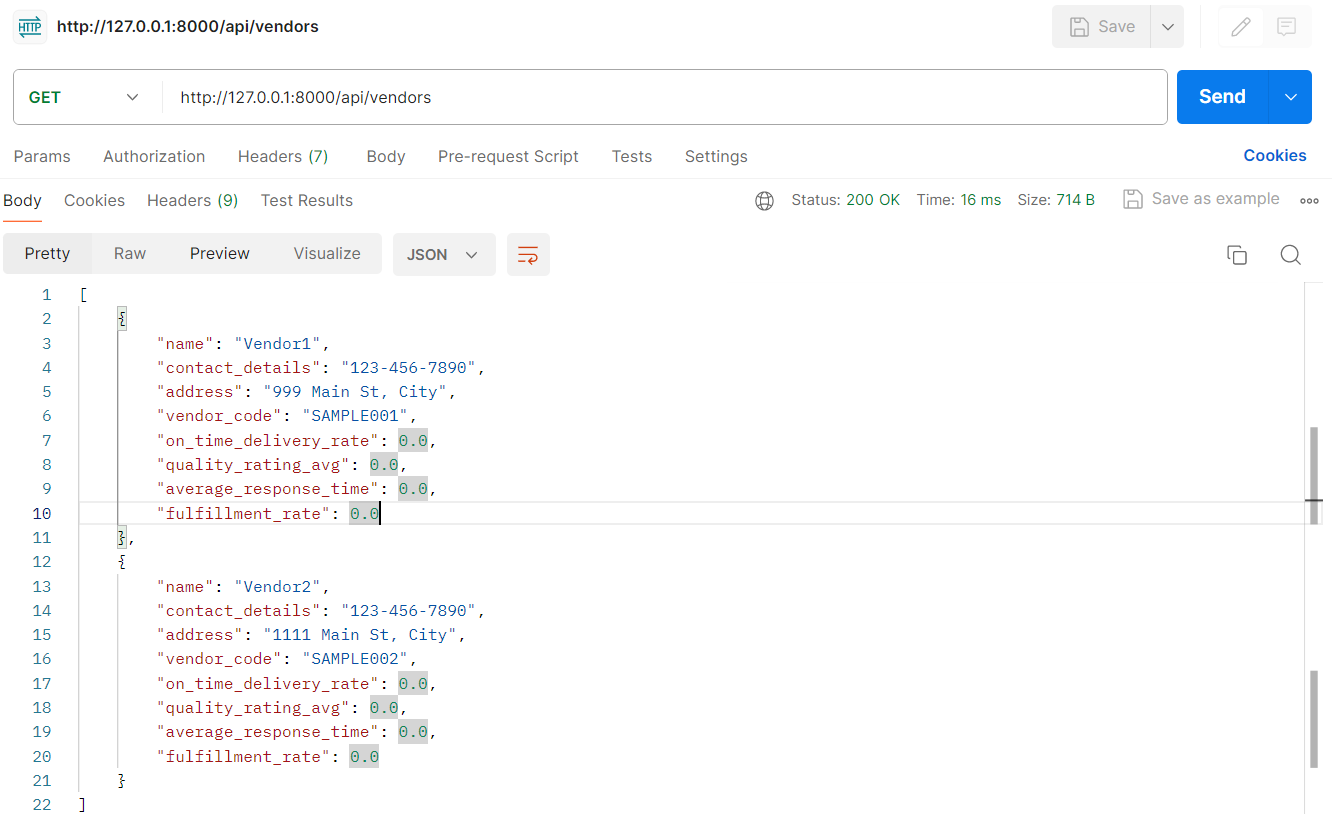 HTTP http://127.0.0.1:8000/api/vendors Save
GET http://127.0.0.1:8000/api/vendors Send
Params Authorization Headers (7) Body Pre-request Script Tests Settings Cookies
Body Cookies Headers (9) Test Results Status: 200 OK Time: 16 ms Size: 714 B Save as example
Pretty Raw Preview Visualize JSON
1 [
2 {
3 "name": "Vendor1",
4 "contact_details": "123-456-7890",
5 "address": "999 Main St, City",
6 "vendor_code": "SAMPLE001",
7 "on_time_delivery_rate": 0.0,
8 "quality_rating_avg": 0.0,
9 "average_response_time": 0.0,
10 "fulfillment_rate": 0.0
11 },
12 {
13 "name": "Vendor2",
14 "contact_details": "123-456-7890",
15 "address": "1111 Main St, City",
16 "vendor_code": "SAMPLE002",
17 "on_time_delivery_rate": 0.0,
18 "quality_rating_avg": 0.0,
19 "average_response_time": 0.0,
20 "fulfillment_rate": 0.0
21 }
22 ]